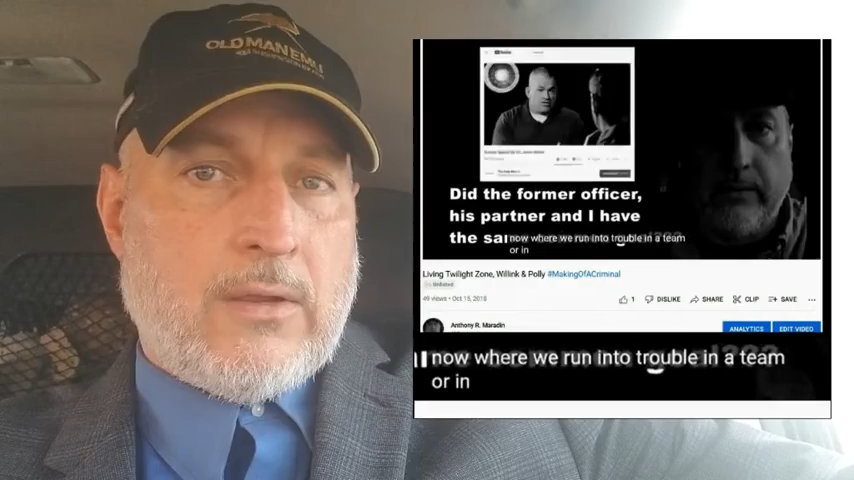 OLD MAN EMU
Did the former officer,
his partner and I have
the sa
now where we run into trouble in a team
or in
Living Twilight Zone, Willink & Polly #MakingOfACriminal
Unlisted
49 views • Oct 15, 2018
1 DISLIKE SHARE CLIP SAVE ...
Anthony R. Maradin
ANALYTICS EDIT VIDEO
now where we run into trouble in a team
or in